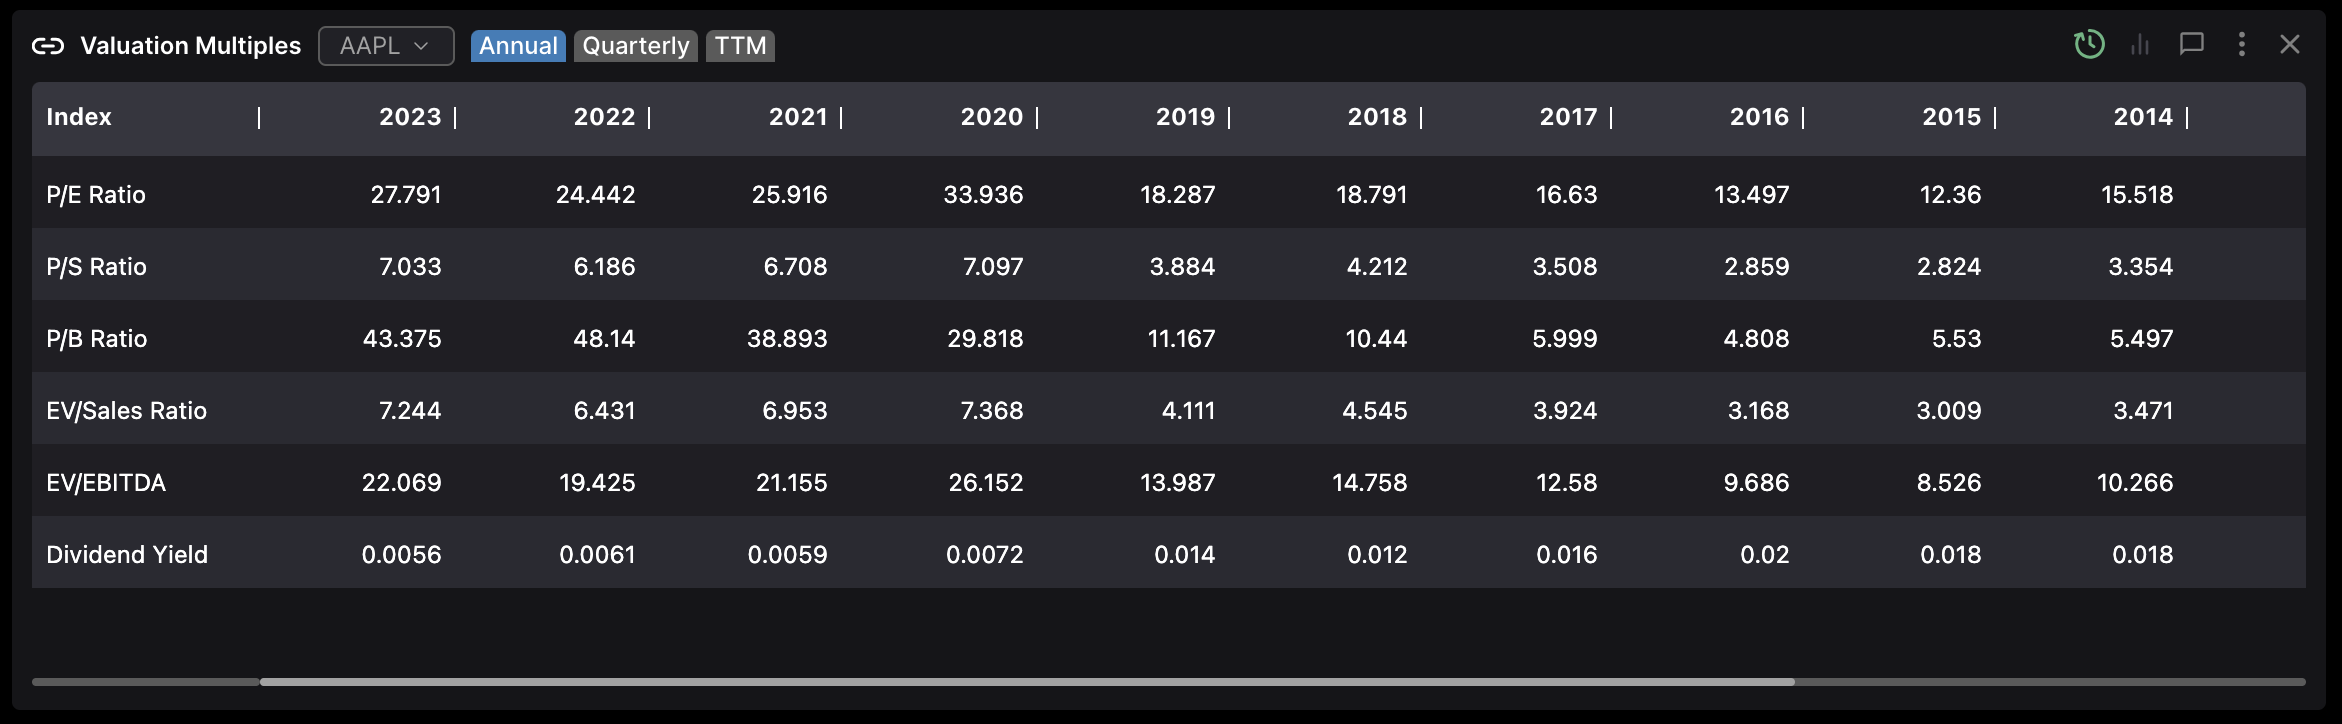 Valuation Multiples AAPL Annual Quarterly TTM
Index 2023 2022 2021 2020 2019 2018 2017 2016 2015 2014
P/E Ratio 27.791 24.442 25.916 33.936 18.287 18.791 16.63 13.497 12.36 15.518
P/S Ratio 7.033 6.186 6.708 7.097 3.884 4.212 3.508 2.859 2.824 3.354
P/B Ratio 43.375 48.14 38.893 29.818 11.167 10.44 5.999 4.808 5.53 5.497
EV/Sales Ratio 7.244 6.431 6.953 7.368 4.111 4.545 3.924 3.168 3.009 3.471
EV/EBITDA 22.069 19.425 21.155 26.152 13.987 14.758 12.58 9.686 8.526 10.266
Dividend Yield 0.0056 0.0061 0.0059 0.0072 0.014 0.012 0.016 0.02 0.018 0.018